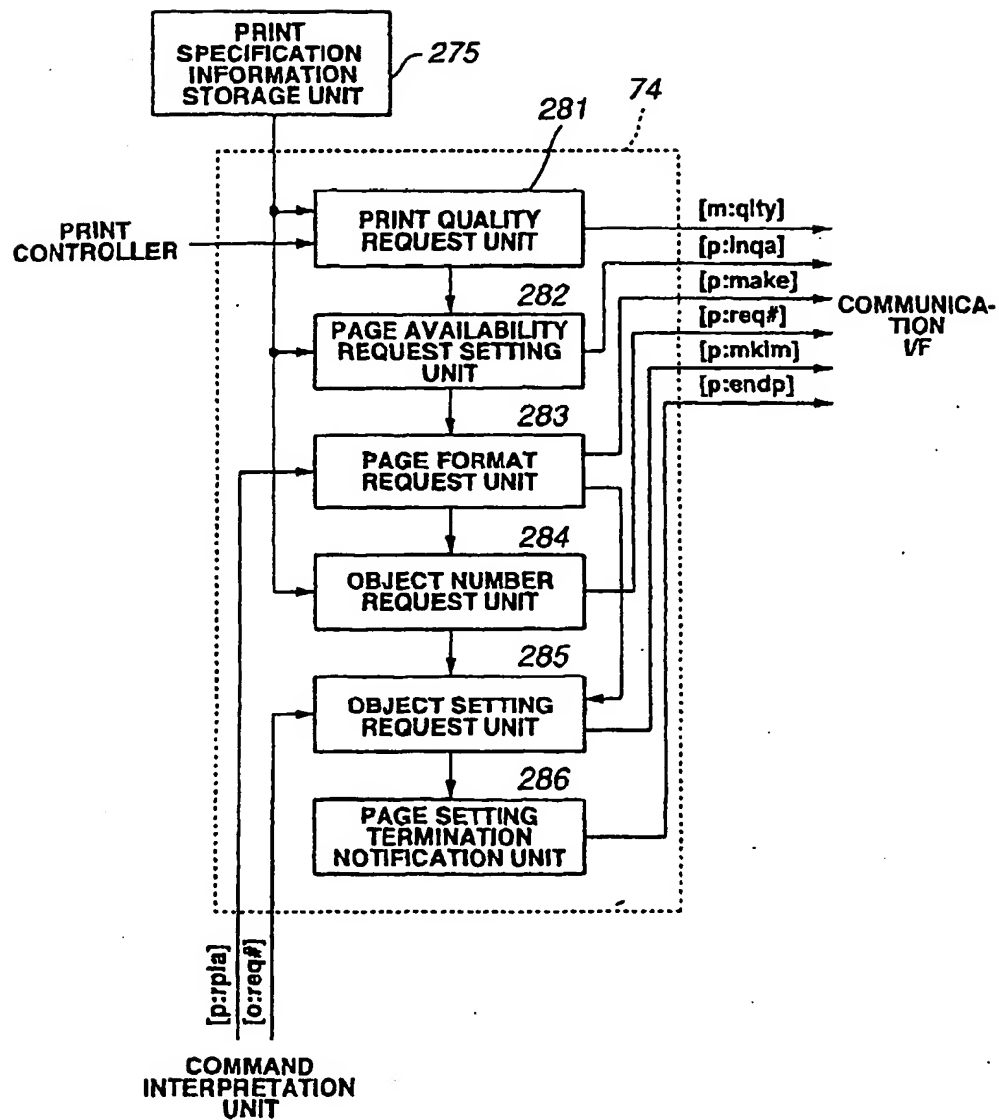 PRINT
SPECIFICATION
INFORMATION
STORAGE UNIT
275
74
281
PRINT QUALITY
REQUEST UNIT
PRINT
CONTROLLER
[m:qlty]
[p:inqa]
[p:make]
[p:req#]
[p:mkim]
[p:endp]
COMMUNICA-
TION
I/F
282
PAGE AVAILABILITY
REQUEST SETTING
UNIT
283
PAGE FORMAT
REQUEST UNIT
284
OBJECT NUMBER
REQUEST UNIT
285
OBJECT SETTING
REQUEST UNIT
286
PAGE SETTING
TERMINATION
NOTIFICATION UNIT
[p:rpla]
[o:req#]
COMMAND
INTERPRETATION
UNIT